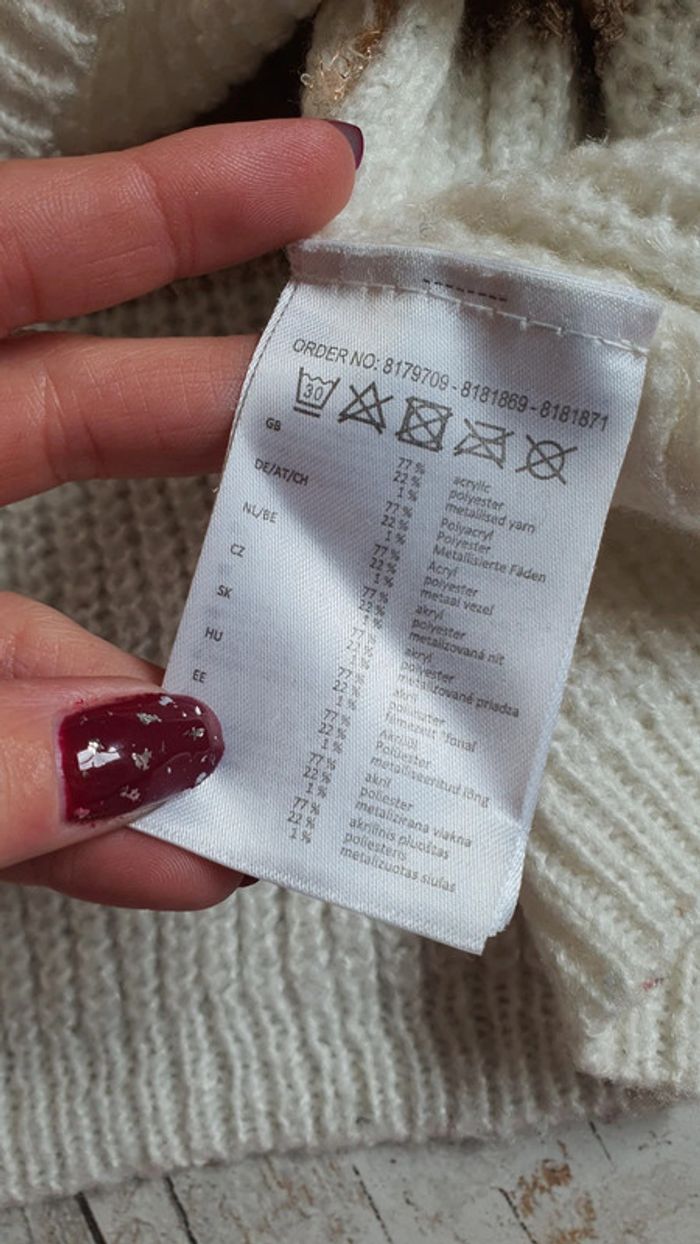 ORDER NO: 8179709 - 8181869 - 8181871
30
GB 77 % acrylic
22 % polyester
1 % metallised yarn
DE/AT/CH 77 % Polyacryl
22 % Polyester
1 % Metallisierte Fäden
NL/BE 77 % Acryl
22 % polyester
1 % metaal vezel
CZ 77 % akryl
22 % polyester
1 % metalizovaná nit
SK 77 % akryl
22 % polyester
1 % metalizované priadza
HU 77 % akril
22 % poliészter
1 % fémezett "fonal
EE 77 %
22 % Polüester
1 % metalliseeritud lõng
77 % akril
22 % poliester
1 % metalizirana vlakna
77 % akrilinis pluoštas
22 % poliesteris
1 % metalizuotas siūlas